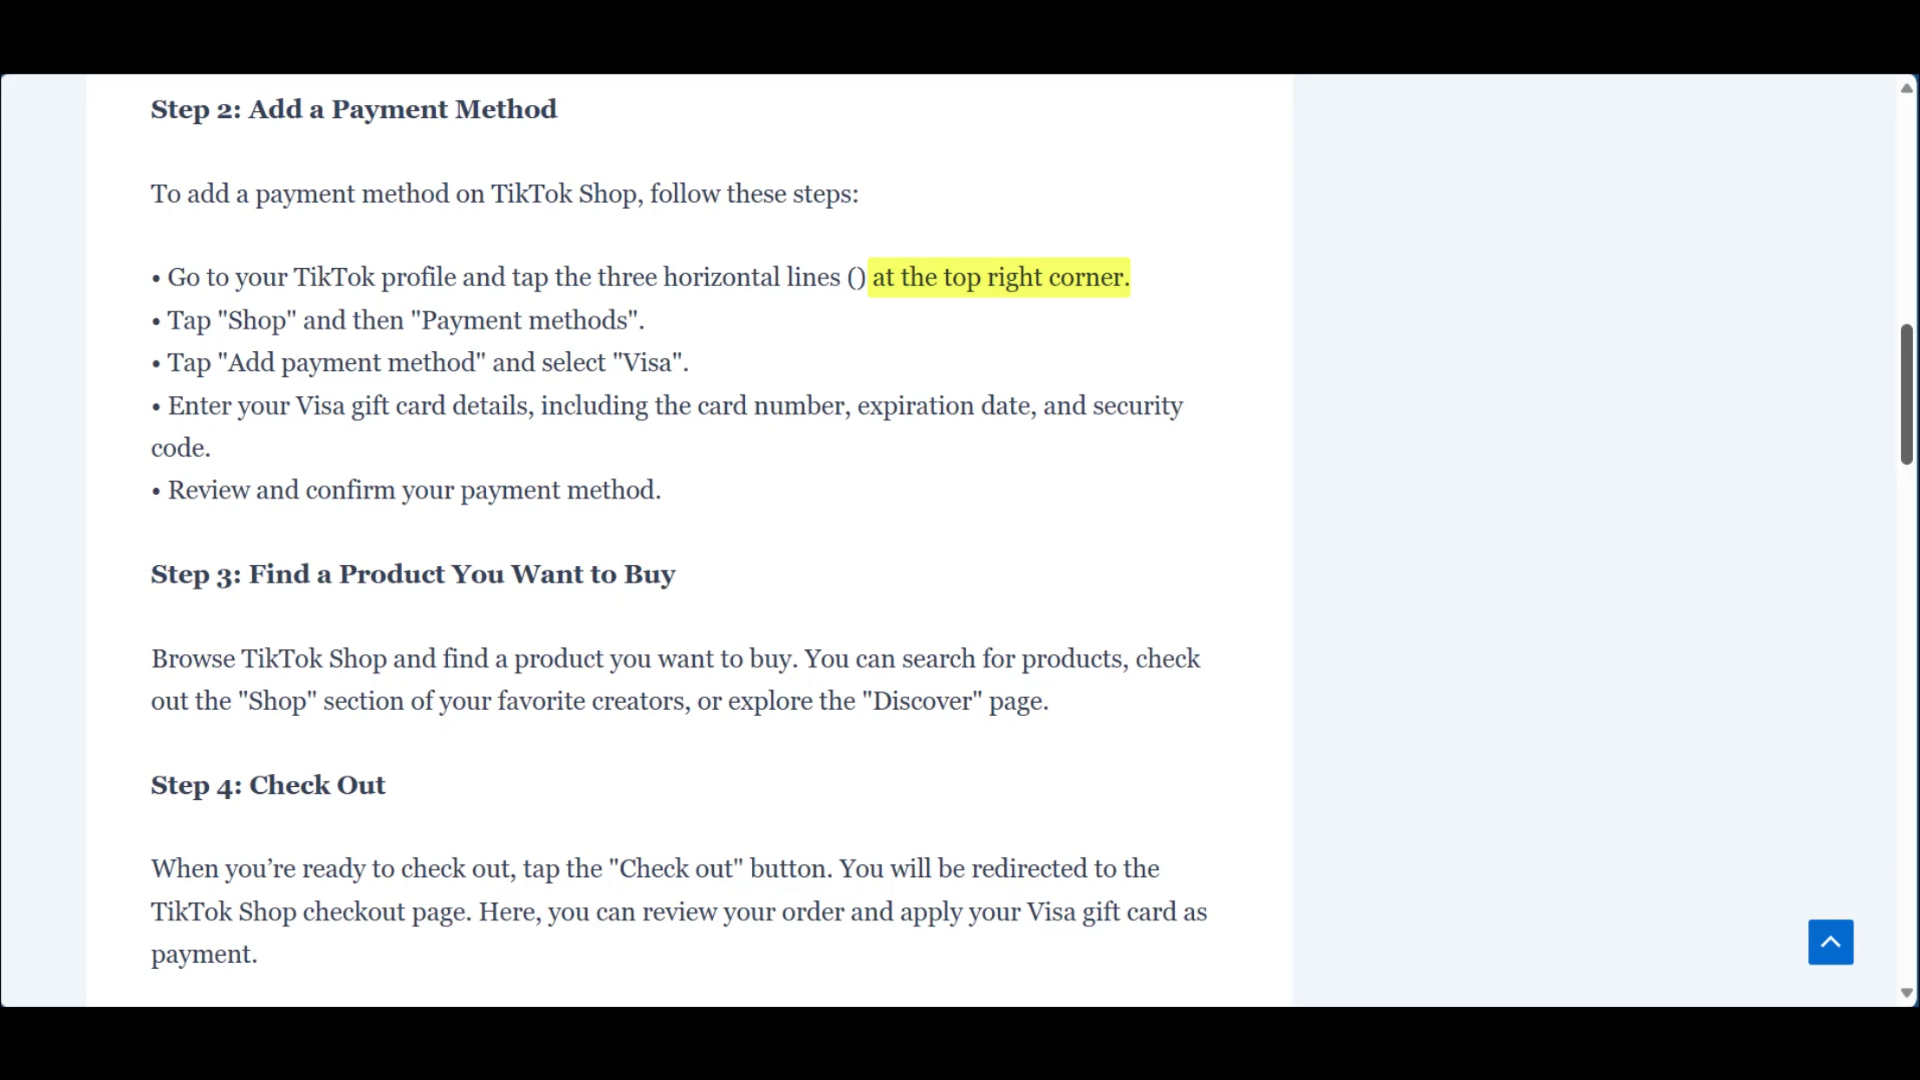 Step 2: Add a Payment Method
To add a payment method on TikTok Shop, follow these steps:
• Go to your TikTok profile and tap the three horizontal lines () at the top right corner.
• Tap "Shop" and then "Payment methods".
• Tap "Add payment method" and select "Visa".
• Enter your Visa gift card details, including the card number, expiration date, and security
code.
• Review and confirm your payment method.
Step 3: Find a Product You Want to Buy
Browse TikTok Shop and find a product you want to buy. You can search for products, check
out the "Shop" section of your favorite creators, or explore the "Discover" page.
Step 4: Check Out
When you’re ready to check out, tap the "Check out" button. You will be redirected to the
TikTok Shop checkout page. Here, you can review your order and apply your Visa gift card as
payment.